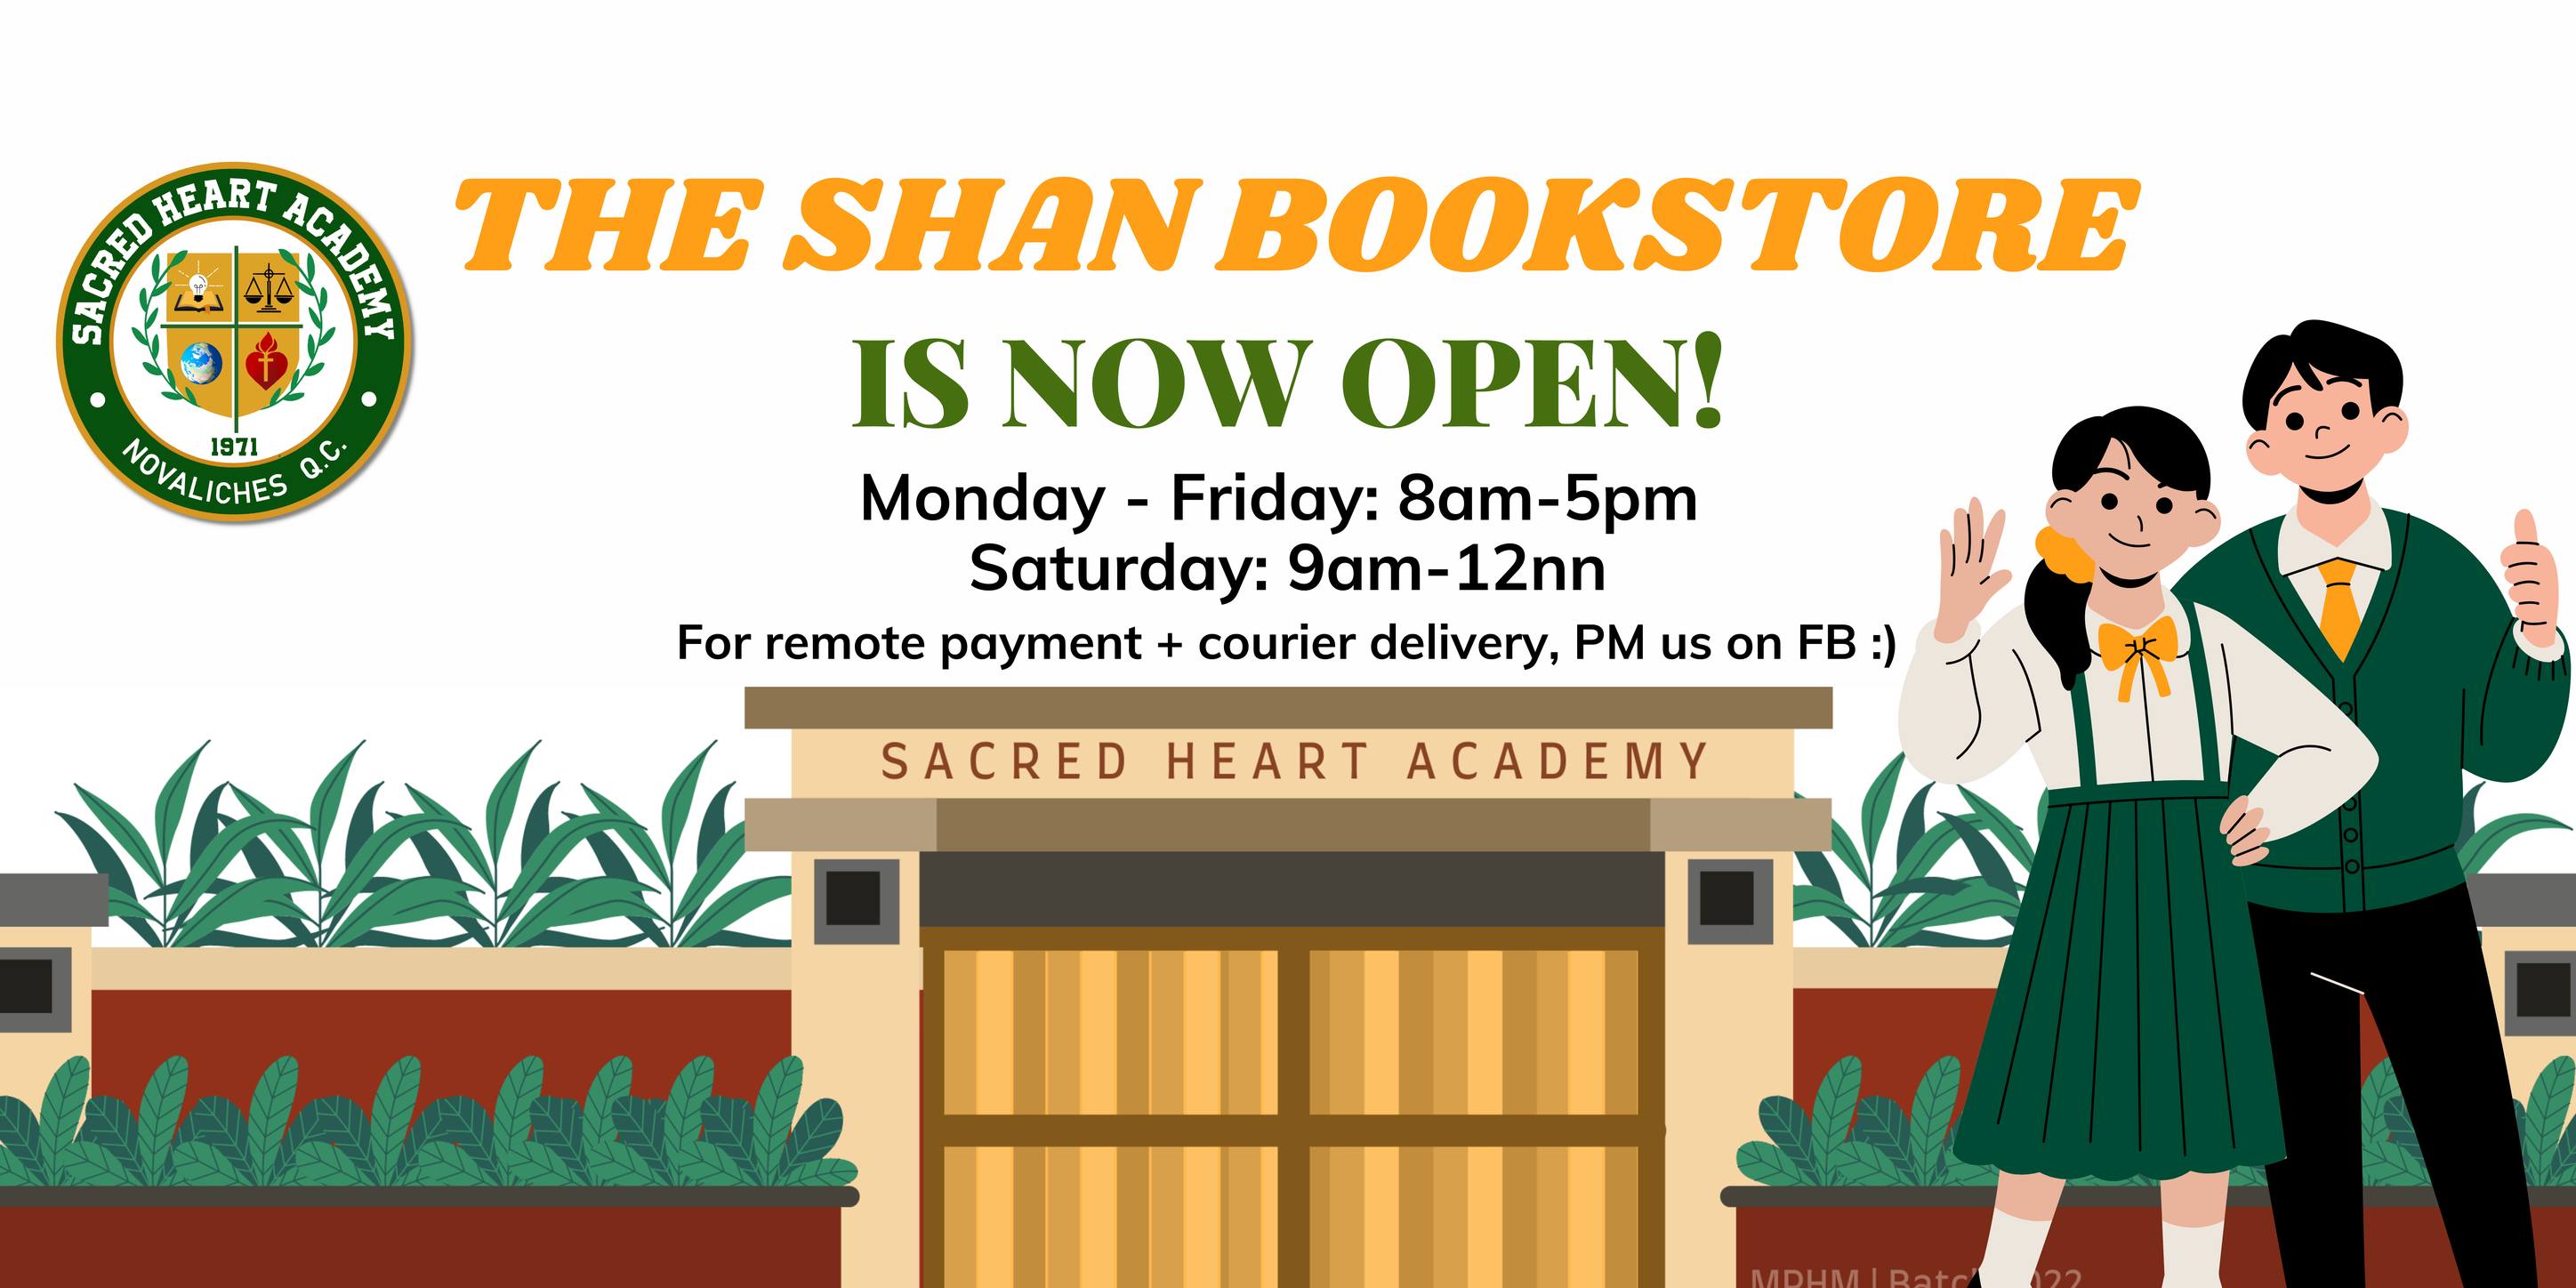 SACRED HEART ACADEMY
1971
NOVALICHES Q.C.
THE SHAN BOOKSTORE
IS NOW OPEN!
Monday - Friday: 8am-5pm
Saturday: 9am-12nn
For remote payment + courier delivery, PM us on FB :)
SACRED HEART ACADEMY
MPHM |